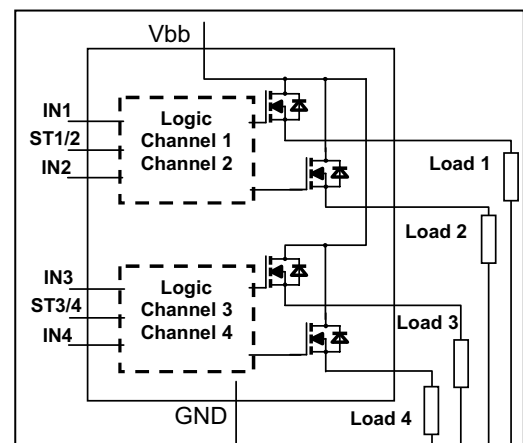 Vbb
IN1
ST1/2
IN2
Logic
Channel 1
Channel 2
Load 1
Load 2
IN3
ST3/4
IN4
Logic
Channel 3
Channel 4
Load 3
Load 4
GND